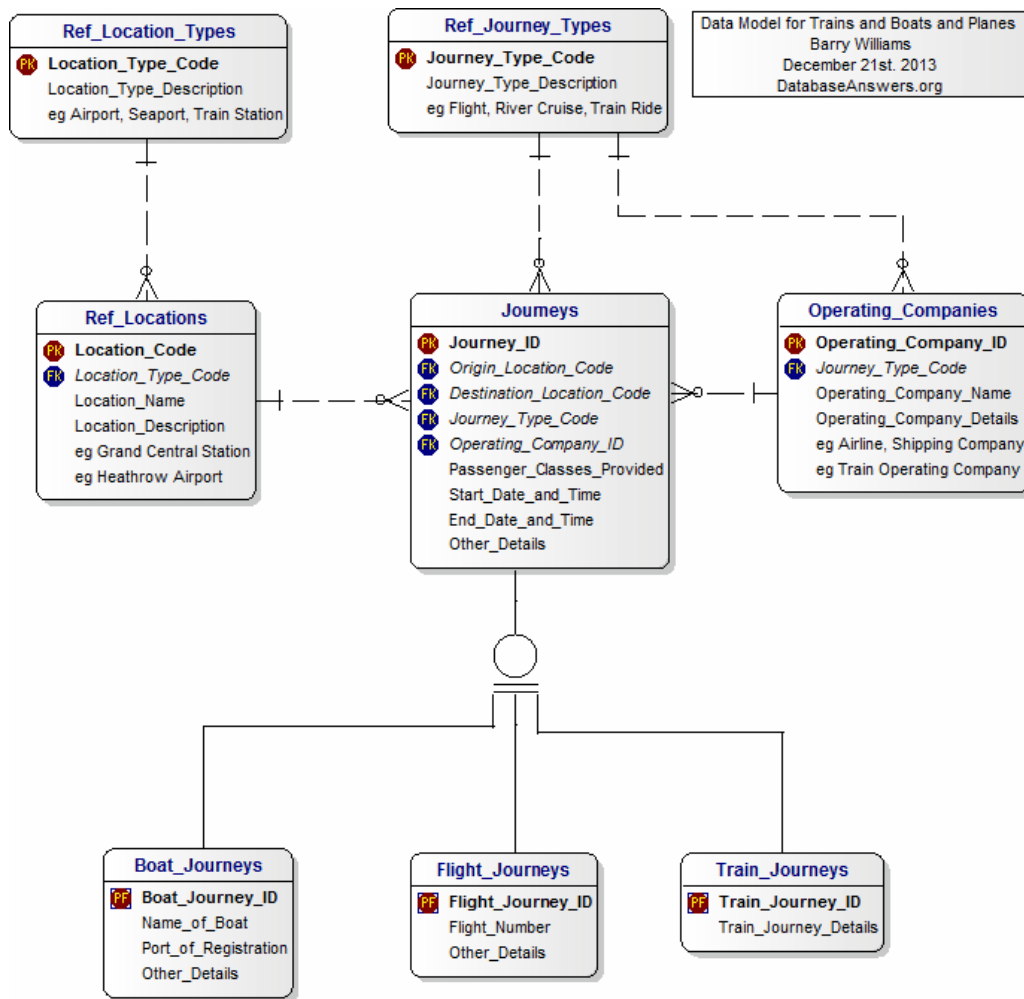 Ref_Location_Types
PK Location_Type_Code
Location_Type_Description
eg Airport, Seaport, Train Station
Ref_Journey_Types
PK Journey_Type_Code
Journey_Type_Description
eg Flight, River Cruise, Train Ride
Data Model for Trains and Boats and Planes
Barry Williams
December 21st. 2013
DatabaseAnswers.org
Ref_Locations
PK Location_Code
FK Location_Type_Code
Location_Name
Location_Description
eg Grand Central Station
eg Heathrow Airport
Journeys
PK Journey_ID
FK Origin_Location_Code
FK Destination_Location_Code
FK Journey_Type_Code
FK Operating_Company_ID
Passenger_Classes_Provided
Start_Date_and_Time
End_Date_and_Time
Other_Details
Operating_Companies
PK Operating_Company_ID
FK Journey_Type_Code
Operating_Company_Name
Operating_Company_Details
eg Airline, Shipping Company
eg Train Operating Company
Boat_Journeys
PF Boat_Journey_ID
Name_of_Boat
Port_of_Registration
Other_Details
Flight_Journeys
PF Flight_Journey_ID
Flight_Number
Other_Details
Train_Journeys
PF Train_Journey_ID
Train_Journey_Details